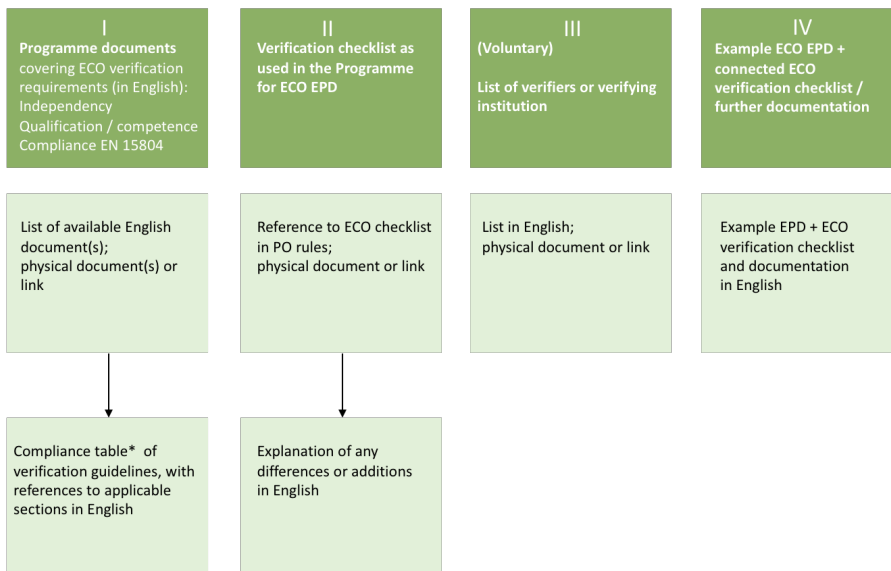 I
Programme documents
covering ECO verification
requirements (in English):
Independency
Qualification / competence
Compliance EN 15804
II
Verification checklist as
used in the Programme
for ECO EPD
III
(Voluntary)
List of verifiers or verifying
institution
IV
Example ECO EPD +
connected ECO
verification checklist /
further documentation
List of available English
document(s);
physical document(s) or
link
Reference to ECO checklist
in PO rules;
physical document or link
List in English;
physical document or link
Example EPD + ECO
verification checklist
and documentation
in English
Compliance table* of
verification guidelines, with
references to applicable
sections in English
Explanation of any
differences or additions
in English